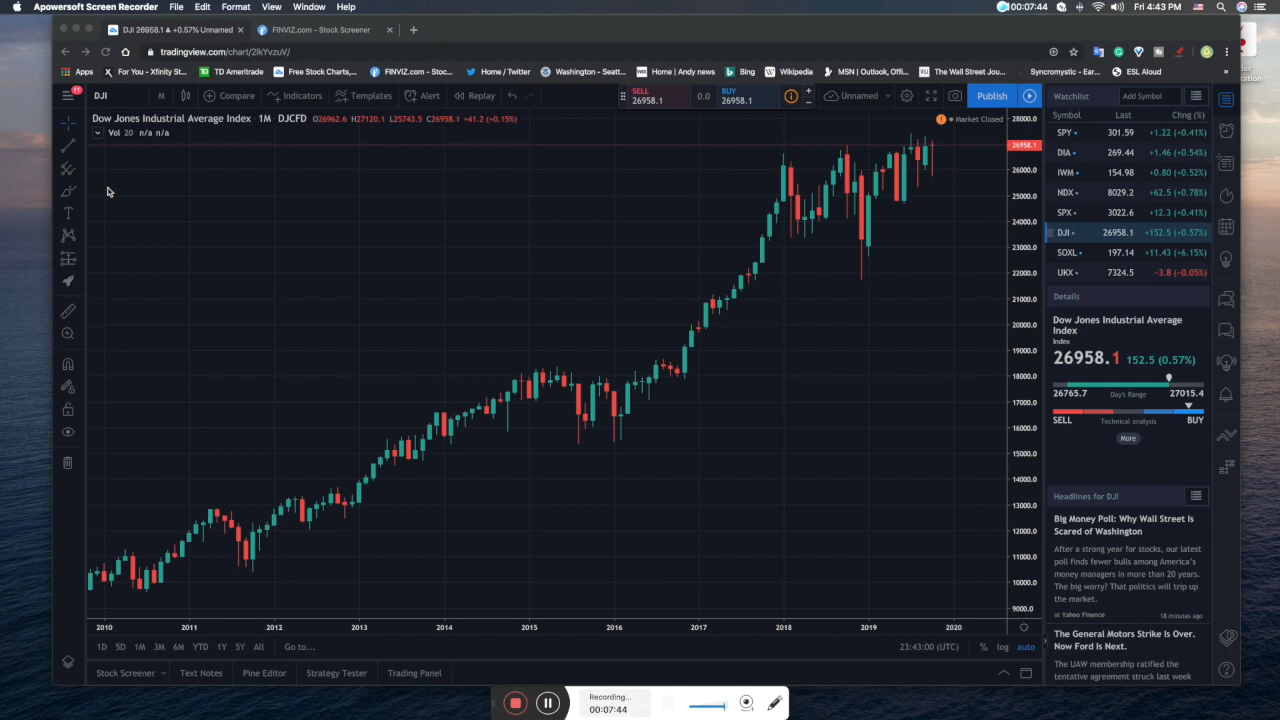 Apowersoft Screen Recorder File Edit Format View Window Help 00:07:44 Fri 4:43 PM
DJI 26958.1 ▲ +0.57% Unnamed FINVIZ.com - Stock Screener
tradingview.com/chart/2lkYvzuV/
Apps For You - Xfinity St... TD Ameritrade Free Stock Charts,... FINVIZ.com - Stoc... Home / Twitter Washington - Seatt... Home | Andy news Bing Wikipedia MSN | Outlook, Offi... The Wall Street Jou... Syncromystic - Ear... ESL Aloud »
11
DJI M Compare Indicators Templates Alert Replay SELL 26958.1 0.0 BUY 26958.1 Unnamed Publish
Dow Jones Industrial Average Index · 1M · DJCFD O26962.6 H27120.1 L25743.5 C26958.1 +41.2 (+0.15%) Market Closed
Vol 20 n/a n/a
28000.0
26958.1
26000.0
25000.0
24000.0
23000.0
22000.0
21000.0
20000.0
19000.0
18000.0
17000.0
16000.0
15000.0
14000.0
13000.0
12000.0
11000.0
10000.0
9000.0
2010 2011 2012 2013 2014 2015 2016 2017 2018 2019 2020
1D 5D 1M 3M 6M YTD 1Y 5Y All Go to... 23:43:00 (UTC) % log auto
Stock Screener Text Notes Pine Editor Strategy Tester Trading Panel
Watchlist Add Symbol
Symbol Last Chng (%)
SPY 301.59 +1.22 (+0.41%)
DIA 269.44 +1.46 (+0.54%)
IWM 154.98 +0.80 (+0.52%)
NDX 8029.2 +62.5 (+0.78%)
SPX 3022.6 +12.3 (+0.41%)
DJI 26958.1 +152.5 (+0.57%)
SOXL 197.14 +11.43 (+6.15%)
UKX 7324.5 −3.8 (−0.05%)
Details
Dow Jones Industrial Average
Index
Index
26958.1 152.5 (0.57%)
26765.7 Day's Range 27015.4
SELL Technical analysis BUY
More
Headlines for DJI
Big Money Poll: Why Wall Street Is
Scared of Washington
After a strong year for stocks, our latest
poll finds fewer bulls among America's
money managers in more than 20 years.
The big worry? That politics will trip up
the market.
at Yahoo Finance 18 minutes ago
The General Motors Strike Is Over.
Now Ford Is Next.
The UAW membership ratified the
tentative agreement struck last week
Recording...
00:07:44